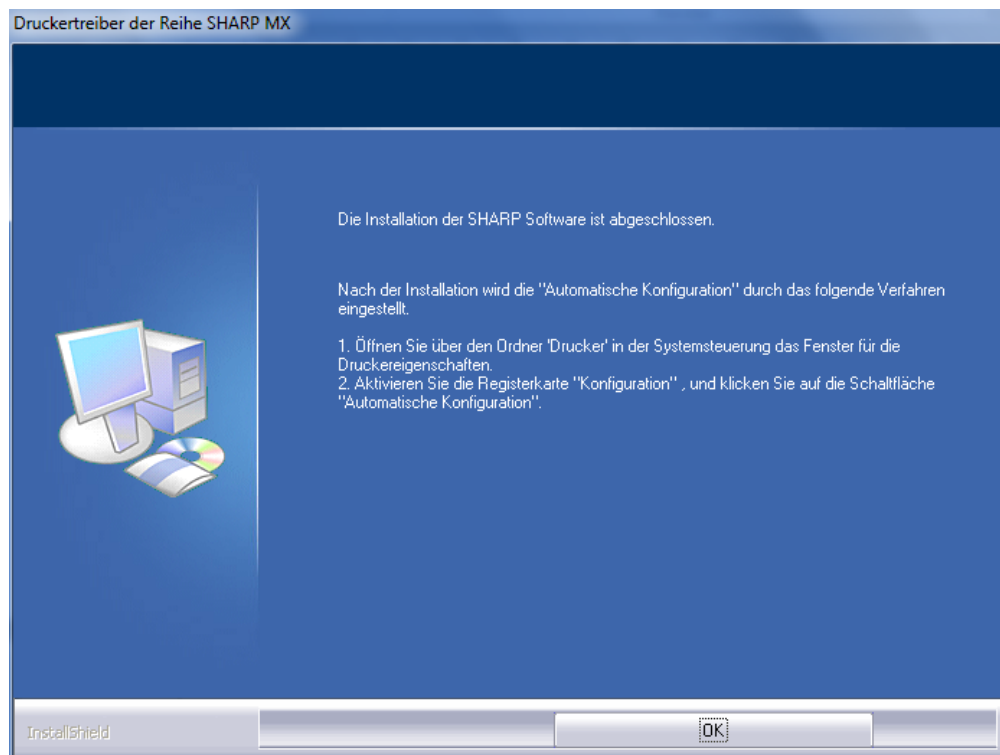 Druckertreiber der Reihe SHARP MX
Die Installation der SHARP Software ist abgeschlossen.
Nach der Installation wird die "Automatische Konfiguration" durch das folgende Verfahren
eingestellt.
1. Öffnen Sie über den Ordner 'Drucker' in der Systemsteuerung das Fenster für die
Druckereigenschaften.
2. Aktivieren Sie die Registerkarte "Konfiguration" , und klicken Sie auf die Schaltfläche
"Automatische Konfiguration".
InstallShield
OK